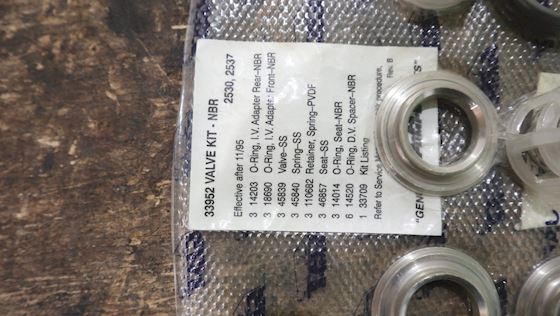 33952 VALVE KIT - NBR
2530, 2537
Effective after 11/95
3 14203 O-Ring, I.V. Adapter Rear-NBR
3 18690 O-Ring, I.V. Adapter Front-NBR
3 45839 Valve-SS
3 45840 Spring-SS
3 110682 Retainer, Spring-PVDF
3 46857 Seat-SS
3 14014 O-Ring, Seat-NBR
6 14520 O-Ring, D.V. Spacer-NBR
1 33709 Kit Listing
Refer to Service procedure.
Rev. B
"GEN